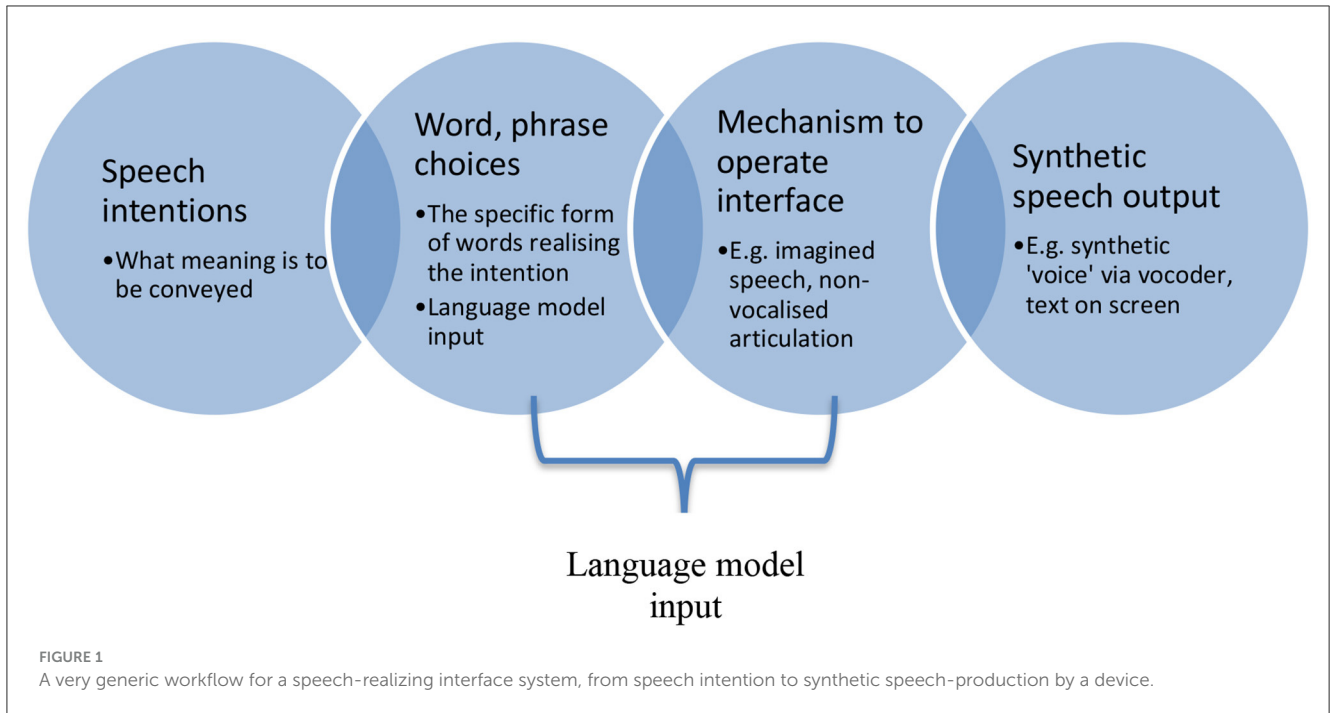 Speech
intentions
•What meaning is to
be conveyed
Word, phrase
choices
•The specific form
of words realising
the intention
•Language model
input
Mechanism to
operate
interface
•E.g. imagined
speech, non-
vocalised
articulation
Synthetic
speech output
•E.g. synthetic
'voice' via vocoder,
text on screen
Language model
input
FIGURE 1
A very generic workflow for a speech-realizing interface system, from speech intention to synthetic speech-production by a device.